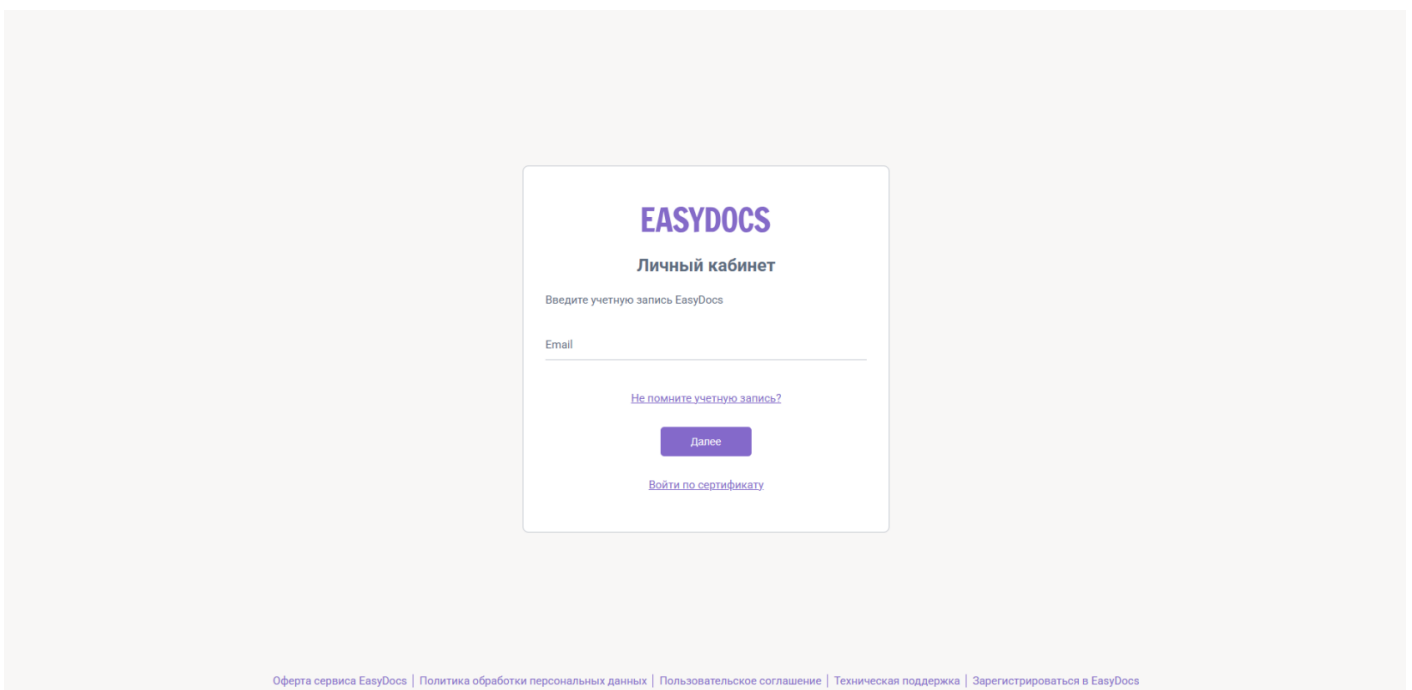 EASYDOCS
Личный кабинет
Введите учетную запись EasyDocs
Email
Не помните учетную запись?
Далее
Войти по сертификату
Оферта сервиса EasyDocs | Политика обработки персональных данных | Пользовательское соглашение | Техническая поддержка | Зарегистрироваться в EasyDocs